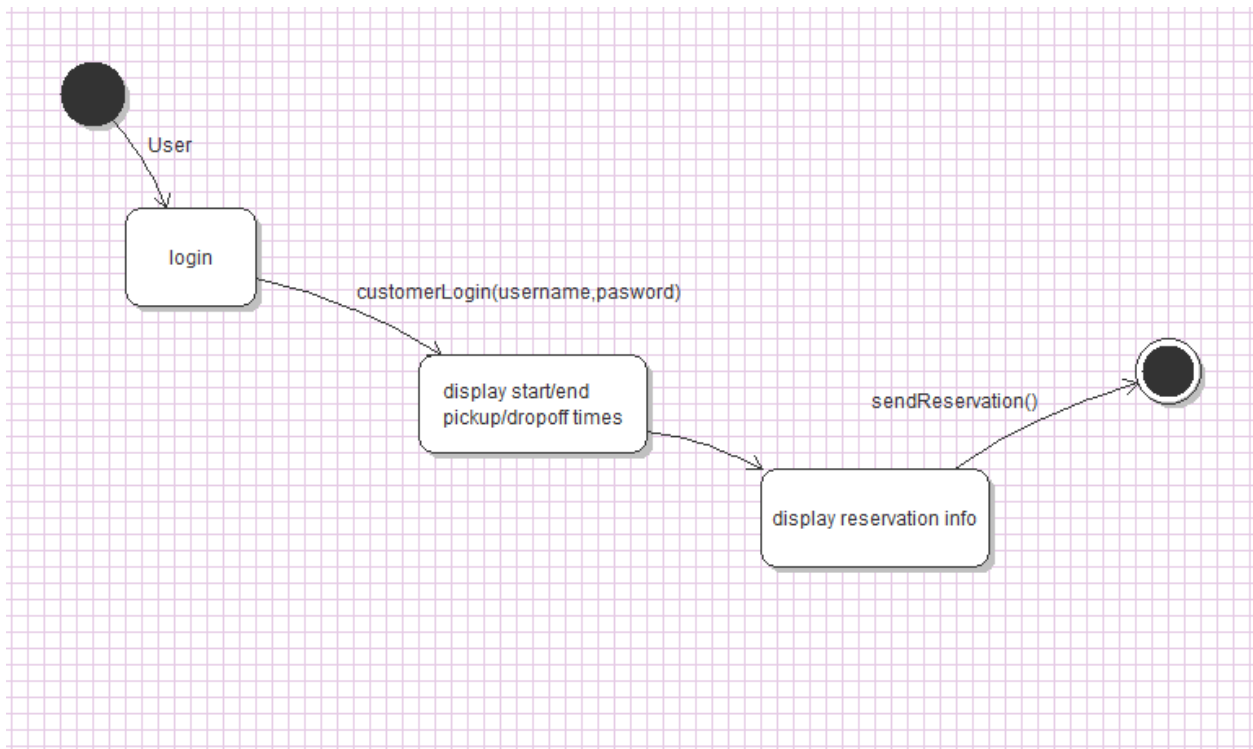 User
login
customerLogin(username,pasword)
display start/end
pickup/dropoff times
sendReservation()
display reservation info